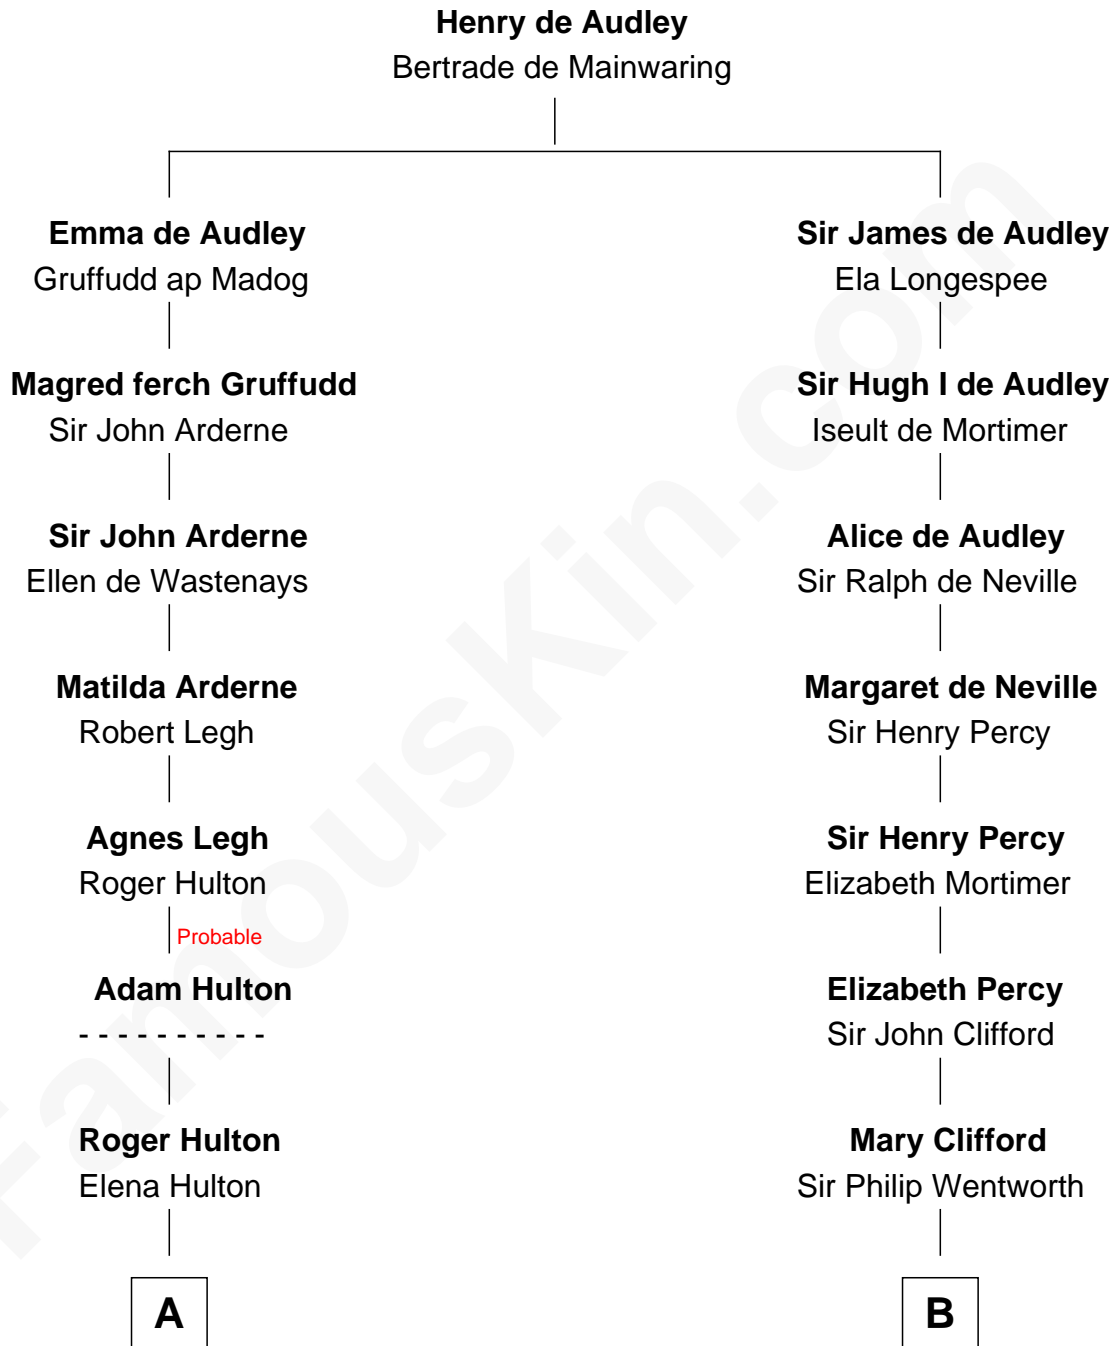 Henry de Audley
Bertrade de Mainwaring
Emma de Audley
Gruffudd ap Madog
Sir James de Audley
Ela Longespee
Magred ferch Gruffudd
Sir John Arderne
Sir Hugh I de Audley
Iseult de Mortimer
Sir John Arderne
Ellen de Wastenays
Alice de Audley
Sir Ralph de Neville
Matilda Arderne
Robert Legh
Margaret de Neville
Sir Henry Percy
Agnes Legh
Roger Hulton
Sir Henry Percy
Elizabeth Mortimer
Probable
Adam Hulton
- - - - - - - - - -
Elizabeth Percy
Sir John Clifford
Roger Hulton
Elena Hulton
Mary Clifford
Sir Philip Wentworth
A
B
FamousKin.com